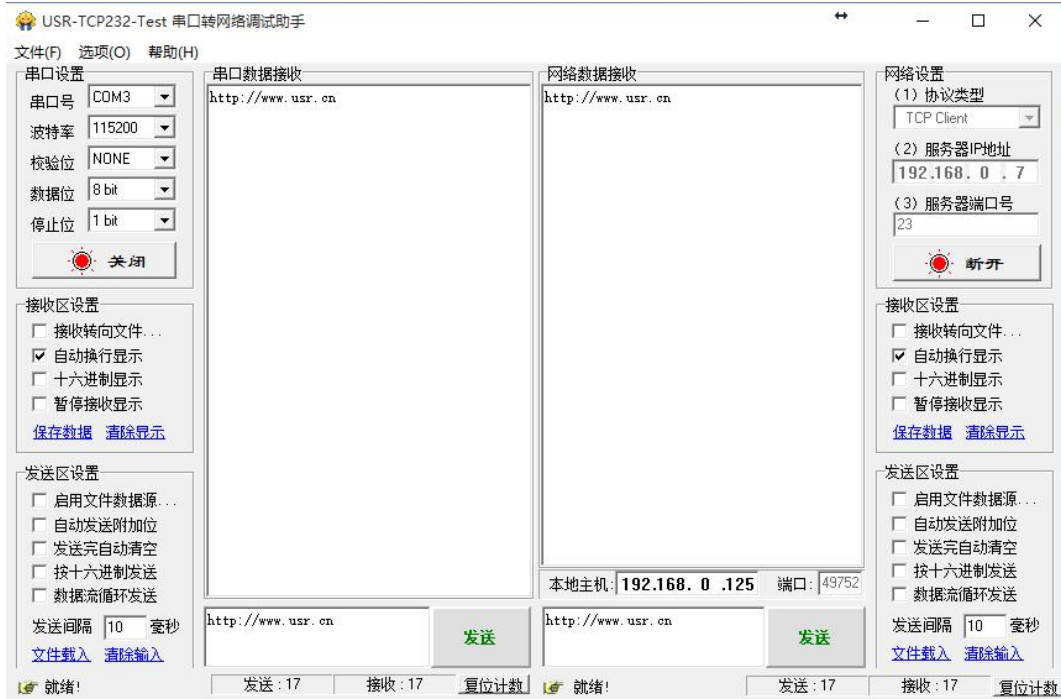 USR-TCP232-Test 串口转网络调试助手
文件(F) 选项(O) 帮助(H)
串口设置
串口号 COM3
波特率 115200
校验位 NONE
数据位 8 bit
停止位 1 bit
关闭
接收区设置
接收转向文件...
自动换行显示
十六进制显示
暂停接收显示
保存数据 清除显示
发送区设置
启用文件数据源...
自动发送附加位
发送完自动清空
按十六进制发送
数据流循环发送
发送间隔 10 毫秒
文件载入 清除输入
串口数据接收
http://www.usr.cn
http://www.usr.cn
发送
网络数据接收
http://www.usr.cn
本地主机: 192.168. 0 .125 端口: 49752
http://www.usr.cn
发送
网络设置
(1) 协议类型
TCP Client
(2) 服务器IP地址
192.168. 0 . 7
(3) 服务器端口号
23
断开
接收区设置
接收转向文件...
自动换行显示
十六进制显示
暂停接收显示
保存数据 清除显示
发送区设置
启用文件数据源...
自动发送附加位
发送完自动清空
按十六进制发送
数据流循环发送
发送间隔 10 毫秒
文件载入 清除输入
就绪! 发送:17 接收:17 复位计数
就绪! 发送:17 接收:17 复位计数